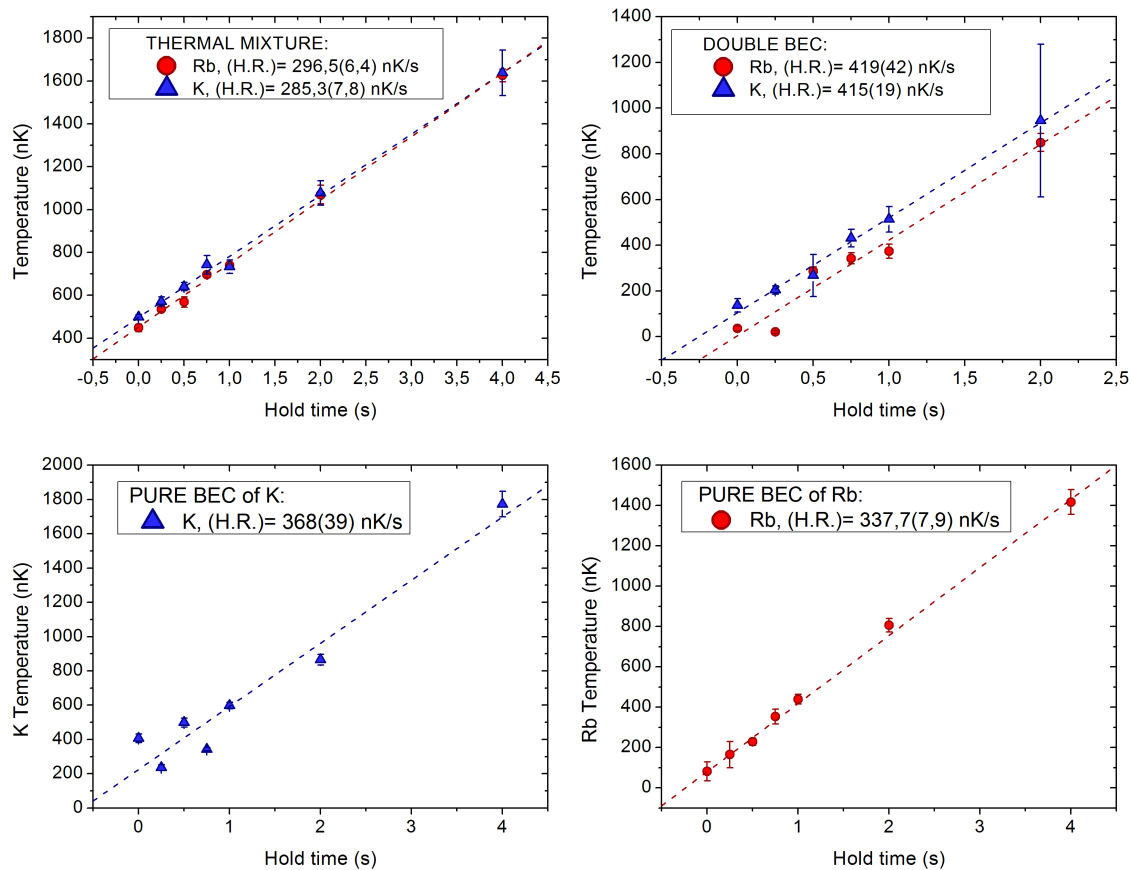 THERMAL MIXTURE:
Rb, (H.R.)= 296,5(6,4) nK/s
K, (H.R.)= 285,3(7,8) nK/s
Temperature (nK)
1800
1600
1400
1200
1000
800
600
400
-0,5 0,0 0,5 1,0 1,5 2,0 2,5 3,0 3,5 4,0 4,5
Hold time (s)
DOUBLE BEC:
Rb, (H.R.)= 419(42) nK/s
K, (H.R.)= 415(19) nK/s
Temperature (nK)
1400
1200
1000
800
600
400
200
0
-0,5 0,0 0,5 1,0 1,5 2,0 2,5
Hold time (s)
PURE BEC of K:
K, (H.R.)= 368(39) nK/s
K Temperature (nK)
2000
1800
1600
1400
1200
1000
800
600
400
200
0
0 1 2 3 4
Hold time (s)
PURE BEC of Rb:
Rb, (H.R.)= 337,7(7,9) nK/s
Rb Temperature (nK)
1600
1400
1200
1000
800
600
400
200
0
0 1 2 3 4
Hold time (s)